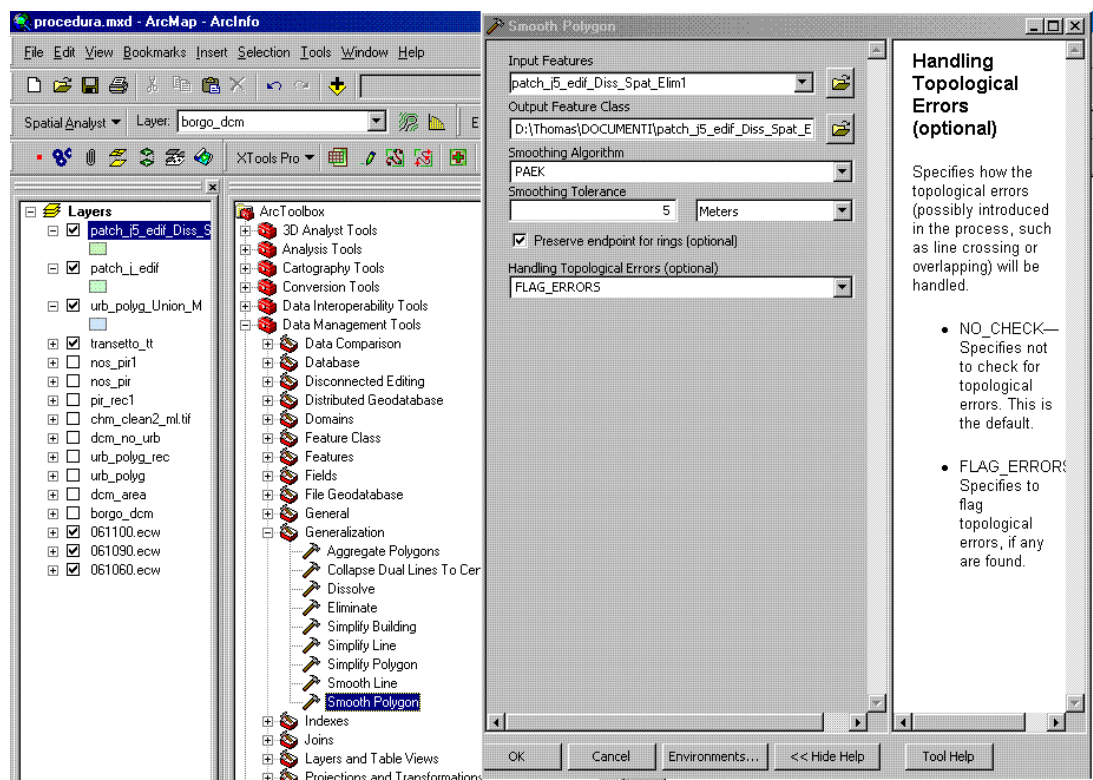 procedura.mxd - ArcMap - ArcInfo
File Edit View Bookmarks Insert Selection Tools Window Help
Spatial Analyst Layer: borgo_dcm E
XTools Pro
Layers
patch_j5_edif_Diss_S
patch_j_edif
urb_polyg_Union_M
transetto_tt
nos_pir1
nos_pir
pir_rec1
chm_clean2_ml.tif
dcm_no_urb
urb_polyg_rec
urb_polyg
dcm_area
borgo_dcm
061100.ecw
061090.ecw
061060.ecw
ArcToolbox
3D Analyst Tools
Analysis Tools
Cartography Tools
Conversion Tools
Data Interoperability Tools
Data Management Tools
Data Comparison
Database
Disconnected Editing
Distributed Geodatabase
Domains
Feature Class
Features
Fields
File Geodatabase
General
Generalization
Aggregate Polygons
Collapse Dual Lines To Cer
Dissolve
Eliminate
Simplify Building
Simplify Line
Simplify Polygon
Smooth Line
Smooth Polygon
Indexes
Joins
Layers and Table Views
Projections and Transformations
Smooth Polygon
Input Features
patch_j5_edif_Diss_Spat_Elim1
Output Feature Class
D:\Thomas\DOCUMENTI\patch_j5_edif_Diss_Spat_E
Smoothing Algorithm
PAEK
Smoothing Tolerance
5 Meters
Preserve endpoint for rings (optional)
Handling Topological Errors (optional)
FLAG_ERRORS
OK Cancel Environments... << Hide Help Tool Help
Handling
Topological
Errors
(optional)
Specifies how the
topological errors
(possibly introduced
in the process, such
as line crossing or
overlapping) will be
handled.
• NO_CHECK—
Specifies not
to check for
topological
errors. This is
the default.
• FLAG_ERRORS
Specifies to
flag
topological
errors, if any
are found.